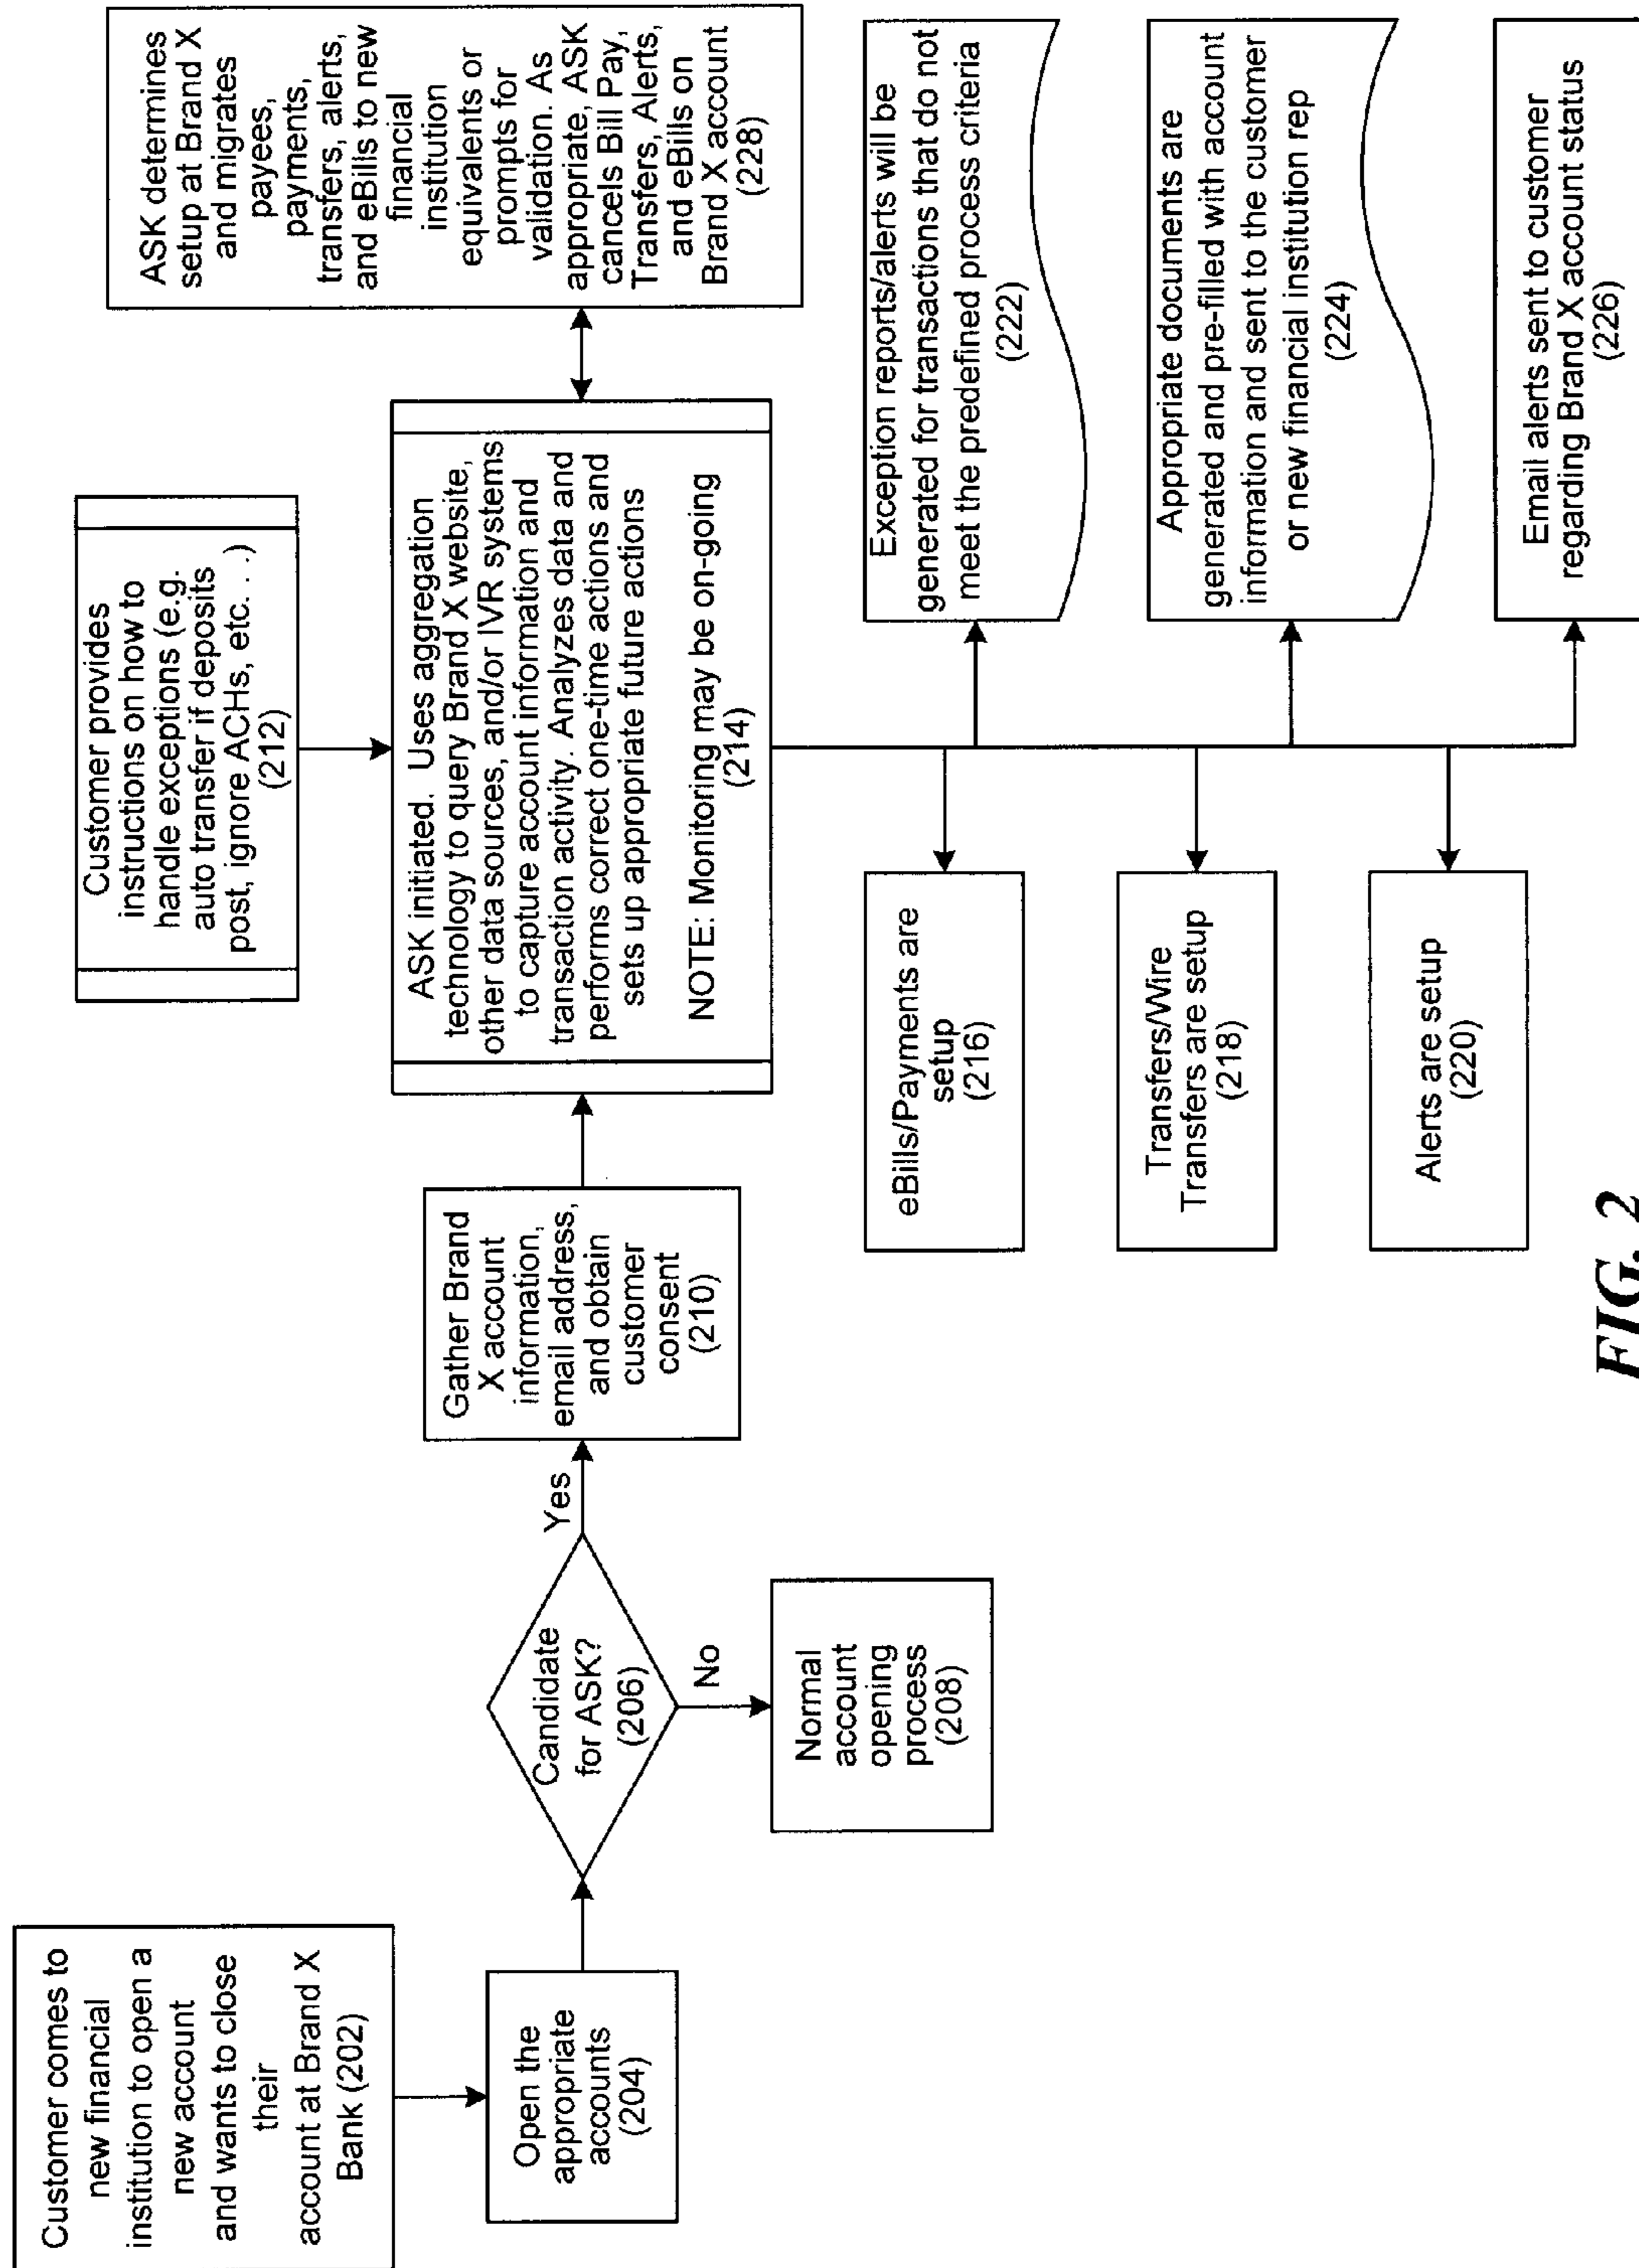 Customer comes to
new financial
institution to open a
new account
and wants to close
their
account at Brand X
Bank (202)
Open the
appropriate
accounts
(204)
Candidate
for ASK?
(206)
Yes
No
Normal
account
opening
process
(208)
Gather Brand
X account
information,
email address,
and obtain
customer
consent
(210)
Customer provides
instructions on how to
handle exceptions (e.g.
auto transfer if deposits
post, ignore ACHs, etc. . .)
(212)
ASK initiated. Uses aggregation
technology to query Brand X website,
other data sources, and/or IVR systems
to capture account information and
transaction activity. Analyzes data and
performs correct one-time actions and
sets up appropriate future actions
NOTE: Monitoring may be on-going
(214)
ASK determines
setup at Brand X
and migrates
payees,
payments,
transfers, alerts,
and eBills to new
financial
institution
equivalents or
prompts for
validation. As
appropriate, ASK
cancels Bill Pay,
Transfers, Alerts,
and eBills on
Brand X account
(228)
eBills/Payments are
setup
(216)
Transfers/Wire
Transfers are setup
(218)
Alerts are setup
(220)
Exception reports/alerts will be
generated for transactions that do not
meet the predefined process criteria
(222)
Appropriate documents are
generated and pre-filled with account
information and sent to the customer
or new financial institution rep
(224)
Email alerts sent to customer
regarding Brand X account status
(226)
FIG. 2